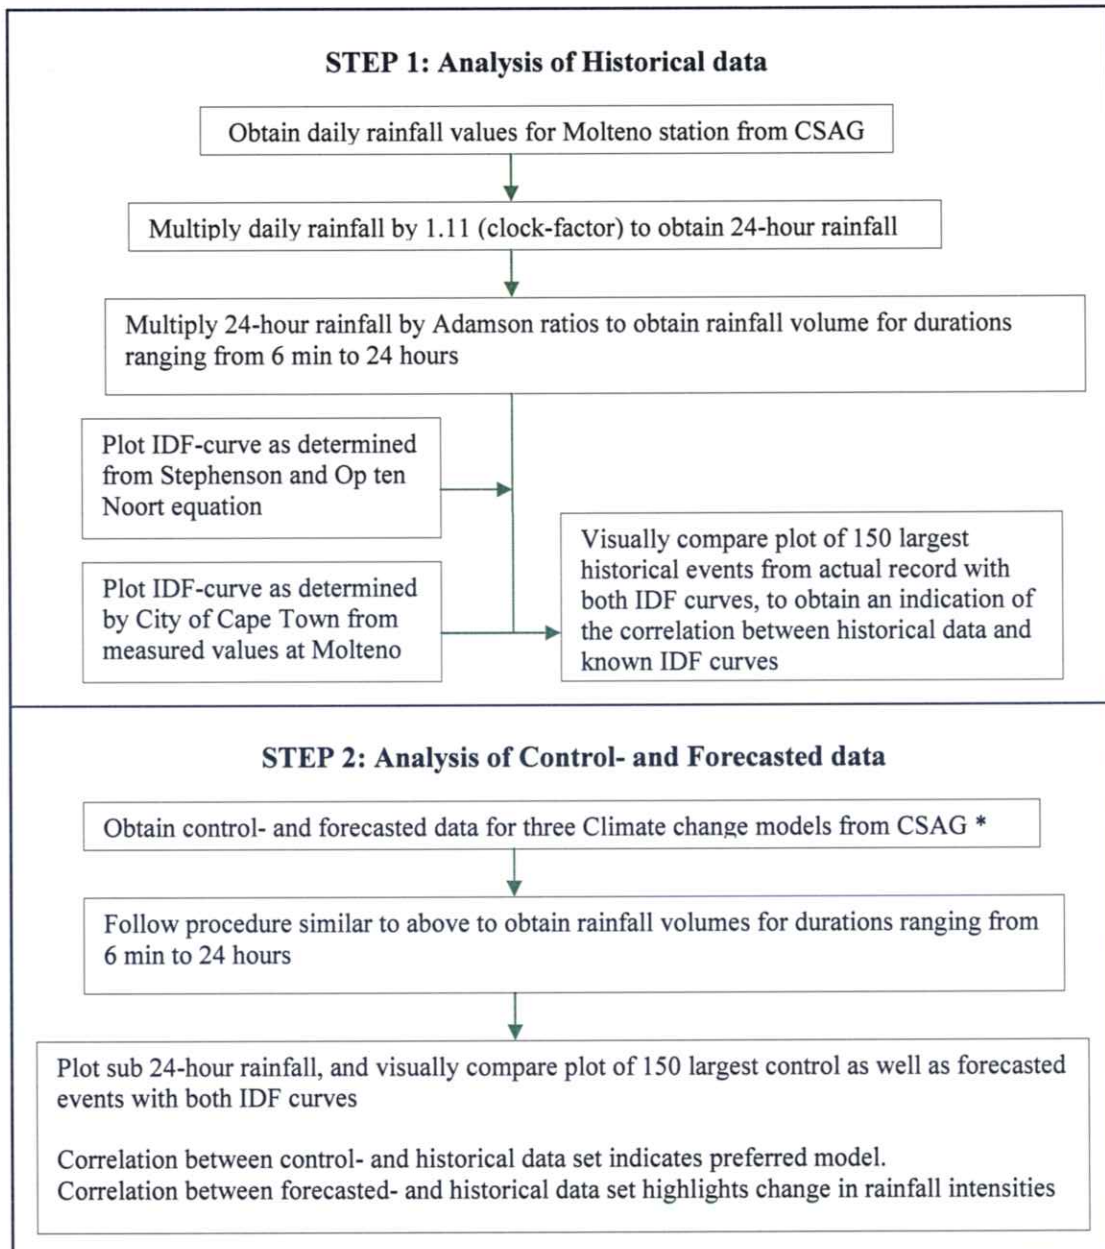 STEP 1: Analysis of Historical data
Obtain daily rainfall values for Molteno station from CSAG
Multiply daily rainfall by 1.11 (clock-factor) to obtain 24-hour rainfall
Multiply 24-hour rainfall by Adamson ratios to obtain rainfall volume for durations
ranging from 6 min to 24 hours
Plot IDF-curve as determined
from Stephenson and Op ten
Noort equation
Plot IDF-curve as determined
by City of Cape Town from
measured values at Molteno
Visually compare plot of 150 largest
historical events from actual record with
both IDF curves, to obtain an indication of
the correlation between historical data and
known IDF curves
STEP 2: Analysis of Control- and Forecasted data
Obtain control- and forecasted data for three Climate change models from CSAG *
Follow procedure similar to above to obtain rainfall volumes for durations ranging from
6 min to 24 hours
Plot sub 24-hour rainfall, and visually compare plot of 150 largest control as well as forecasted
events with both IDF curves
Correlation between control- and historical data set indicates preferred model.
Correlation between forecasted- and historical data set highlights change in rainfall intensities